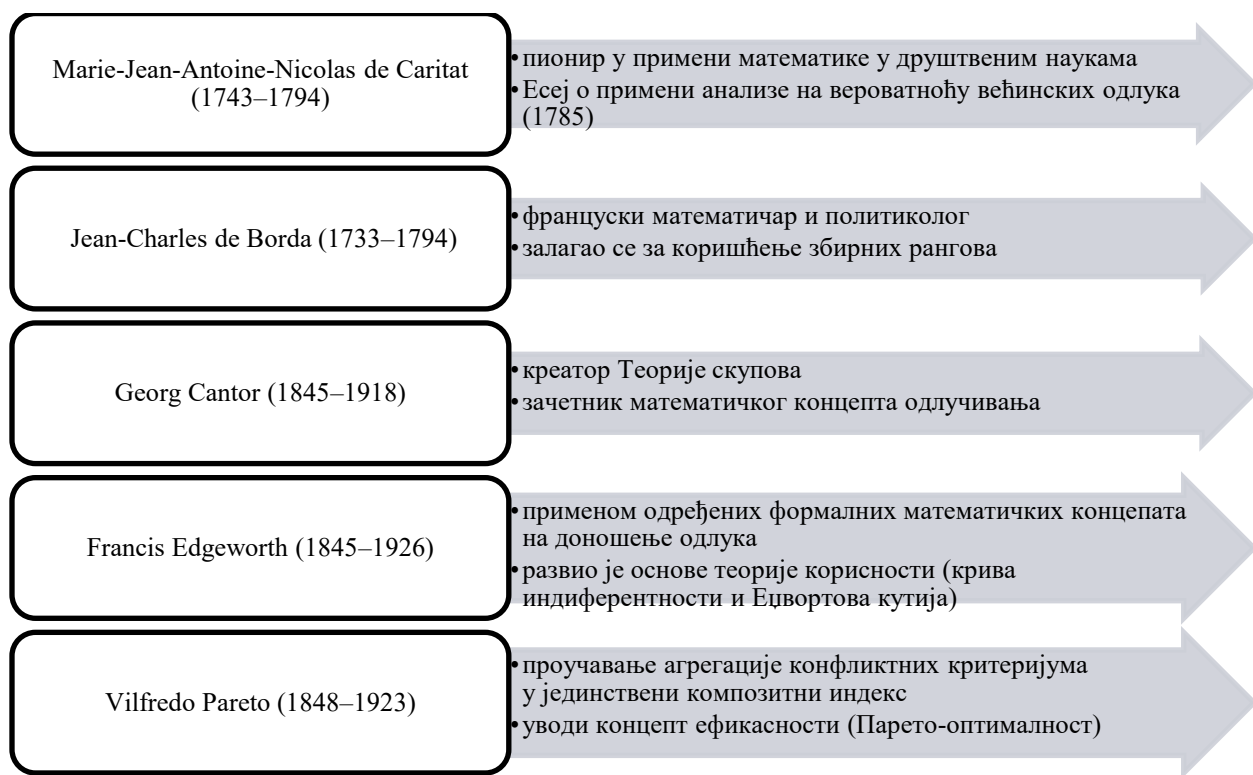 Marie-Jean-Antoine-Nicolas de Caritat
(1743–1794)
•пионир у примени математике у друштвеним наукама
•Есеј о примени анализе на вероватноћу већинских одлука
(1785)
Jean-Charles de Borda (1733–1794)
•француски математичар и политиколог
•залагао се за коришћење збирних рангова
Georg Cantor (1845–1918)
•креатор Теорије скупова
•зачетник математичког концепта одлучивања
Francis Edgeworth (1845–1926)
•применом одређених формалних математичких концепата
на доношење одлука
•развио је основе теорије корисности (крива
индиферентности и Еџвортова кутија)
Vilfredo Pareto (1848–1923)
•проучавање агрегације конфликтних критеријума
у јединствени композитни индекс
•уводи концепт ефикасности (Парето-оптималност)